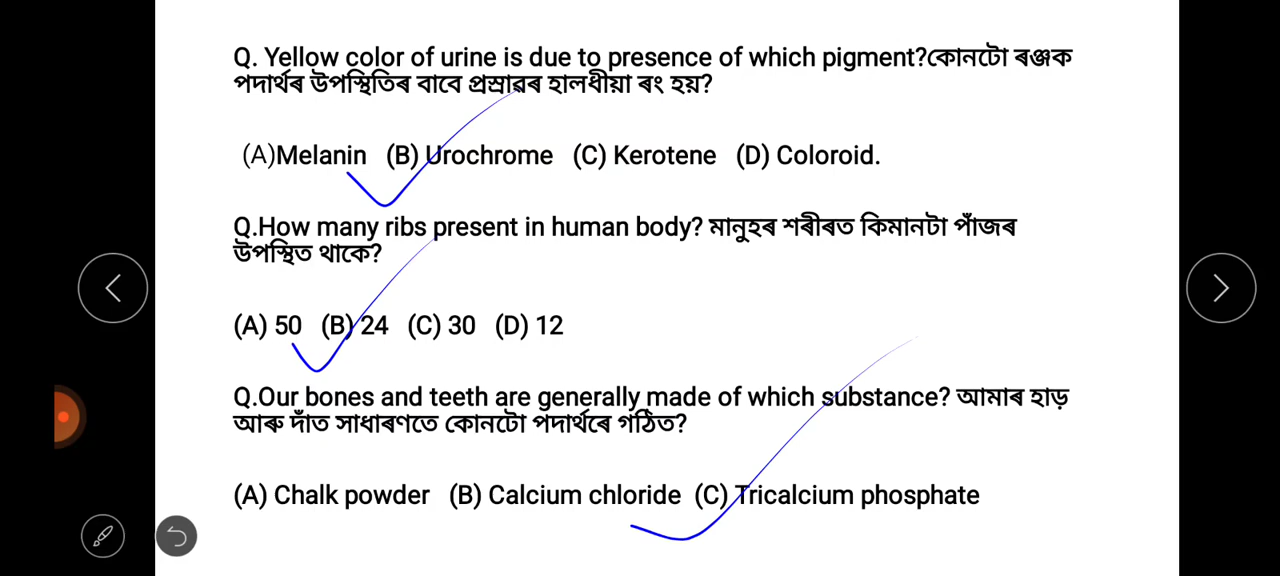 Q. Yellow color of urine is due to presence of which pigment?কোনটো ৰঞ্জক
পদাৰ্থৰ উপস্থিতিৰ বাবে প্ৰস্ৰাৱৰ হালধীয়া ৰং হয়?
(A)Melanin (B) Urochrome (C) Kerotene (D) Coloroid.
Q.How many ribs present in human body? মানুহৰ শৰীৰত কিমানটা পাঁজৰ
উপস্থিত থাকে?
(A) 50 (B) 24 (C) 30 (D) 12
Q.Our bones and teeth are generally made of which substance? আমাৰ হাড়
আৰু দাঁত সাধাৰণতে কোনটো পদাৰ্থৰে গঠিত?
(A) Chalk powder (B) Calcium chloride (C) Tricalcium phosphate